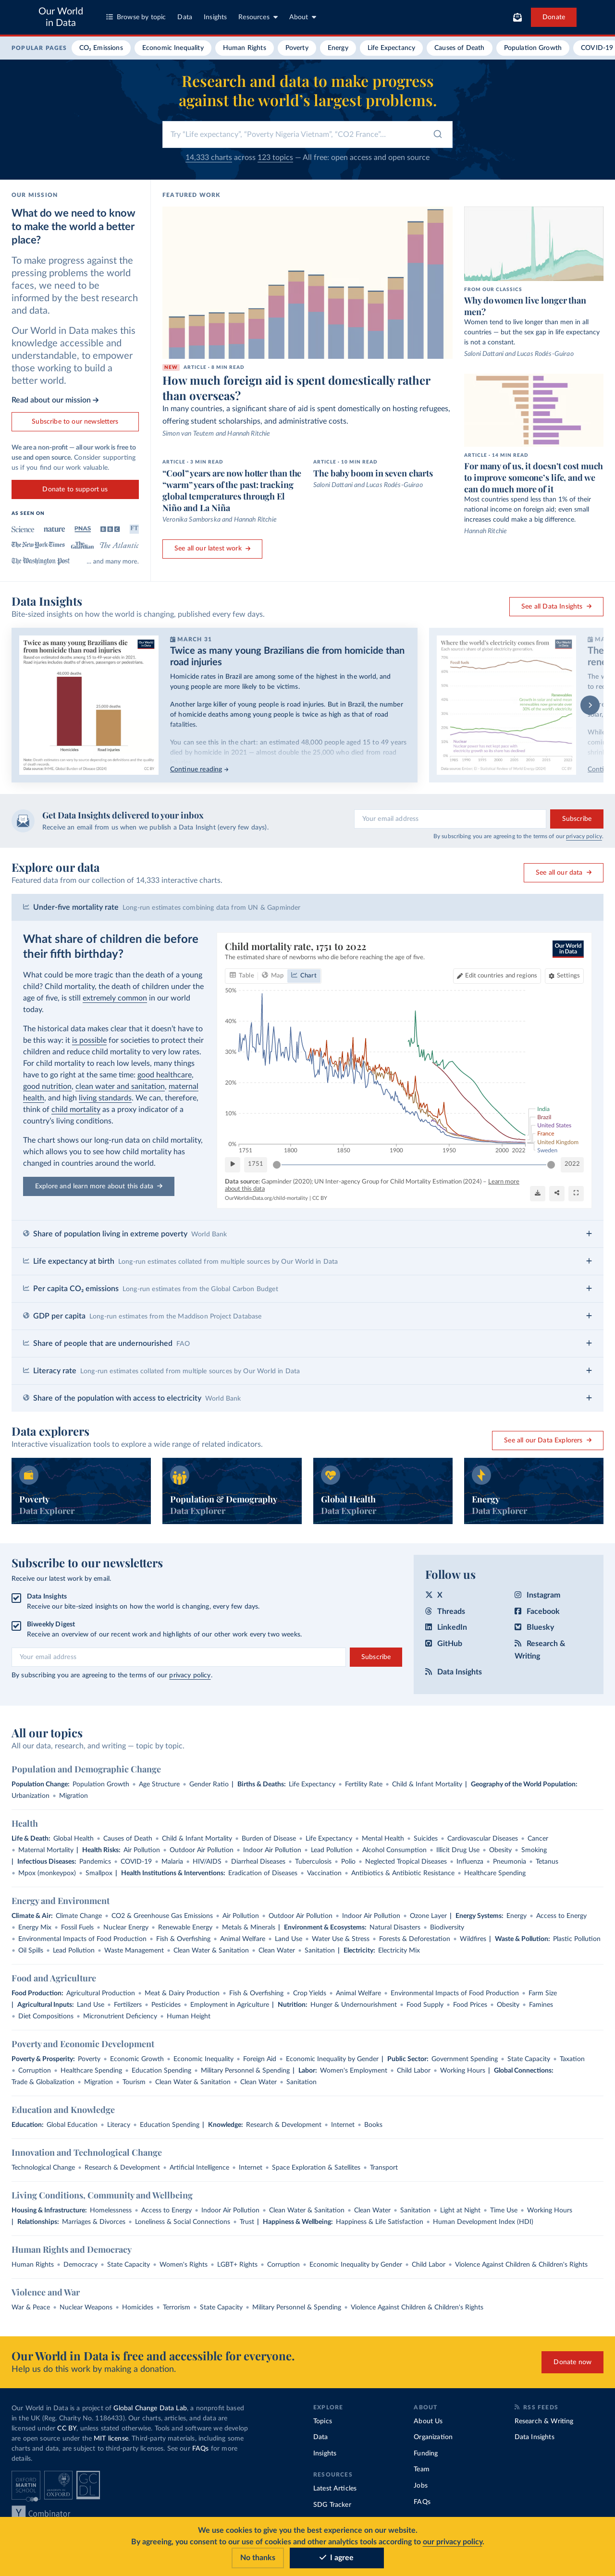 Our World
in Data
Browse by topic
Data
Insights
Resources
About
Donate
POPULAR PAGES
CO₂ Emissions
Economic Inequality
Human Rights
Poverty
Energy
Life Expectancy
Causes of Death
Population Growth
COVID-19
Research and data to make progress
against the world's largest problems.
Try "Life expectancy", "Poverty Nigeria Vietnam", "CO2 France"...
14,333 charts across 123 topics — All free: open access and open source
OUR MISSION
What do we need to know
to make the world a better
place?
To make progress against the
pressing problems the world
faces, we need to be
informed by the best research
and data.
Our World in Data makes this
knowledge accessible and
understandable, to empower
those working to build a
better world.
Read about our mission →
Subscribe to our newsletters
We are a non-profit — all our work is free to
use and open source. Consider supporting
us if you find our work valuable.
Donate to support us
AS SEEN ON
Science
nature
PNAS
BBC
FT
The New York Times
The Guardian
The Atlantic
The Washington Post
... and many more.
FEATURED WORK
NEW ARTICLE - 8 MIN READ
How much foreign aid is spent domestically rather
than overseas?
In many countries, a significant share of aid is spent domestically on hosting refugees,
offering student scholarships, and administrative costs.
Simon van Teutem and Hannah Ritchie
ARTICLE - 3 MIN READ
"Cool" years are now hotter than the
"warm" years of the past: tracking
global temperatures through El
Niño and La Niña
Veronika Samborska and Hannah Ritchie
ARTICLE - 10 MIN READ
The baby boom in seven charts
Saloni Dattani and Lucas Rodés-Guirao
See all our latest work →
FROM OUR CLASSICS
Why do women live longer than
men?
Women tend to live longer than men in all
countries — but the sex gap in life expectancy
is not a constant.
Saloni Dattani and Lucas Rodés-Guirao
ARTICLE - 14 MIN READ
For many of us, it doesn't cost much
to improve someone's life, and we
can do much more of it
Most countries spend less than 1% of their
national income on foreign aid; even small
increases could make a big difference.
Hannah Ritchie
Data Insights
Bite-sized insights on how the world is changing, published every few days.
See all Data Insights →
Twice as many young Brazilians die
from homicide than road injuries
Homicides
Road injuries
MARCH 31
Twice as many young Brazilians die from homicide than
road injuries
Homicide rates in Brazil are among some of the highest in the world, and
young people are more likely to be victims.
Another large killer of young people is road injuries. But in Brazil, the number
of homicide deaths among young people is twice as high as that of road
fatalities.
You can see this in the chart: an estimated 48,000 people aged 15 to 49 years
died by homicide in 2021 — almost double the 25,000 who died from road
Continue reading →
Where the world's electricity comes from
Fossil fuels
Get Data Insights delivered to your inbox
Receive an email from us when we publish a Data Insight (every few days).
Your email address
Subscribe
By subscribing you are agreeing to the terms of our privacy policy.
Explore our data
Featured data from our collection of 14,333 interactive charts.
See all our data →
Under-five mortality rate Long-run estimates combining data from UN & Gapminder
What share of children die before
their fifth birthday?
What could be more tragic than the death of a young
child? Child mortality, the death of children under the
age of five, is still extremely common in our world
today.
The historical data makes clear that it doesn't have to
be this way: it is possible for societies to protect their
children and reduce child mortality to very low rates.
For child mortality to reach low levels, many things
have to go right at the same time: good healthcare,
good nutrition, clean water and sanitation, maternal
health, and high living standards. We can, therefore,
think of child mortality as a proxy indicator of a
country's living conditions.
The chart shows our long-run data on child mortality,
which allows you to see how child mortality has
changed in countries around the world.
Explore and learn more about this data →
Child mortality rate, 1751 to 2022
The estimated share of newborns who die before reaching the age of five.
Our World
in Data
Table
Map
Chart
Edit countries and regions
Settings
50%
40%
30%
20%
10%
0%
1751
1800
1850
1900
1950
2000
2022
India
Brazil
United States
France
United Kingdom
Sweden
1751
2022
Data source: Gapminder (2020); UN Inter-agency Group for Child Mortality Estimation (2024) – Learn more
about this data
OurWorldinData.org/child-mortality | CC BY
Share of population living in extreme poverty World Bank
Life expectancy at birth Long-run estimates collated from multiple sources by Our World in Data
Per capita CO₂ emissions Long-run estimates from the Global Carbon Budget
GDP per capita Long-run estimates from the Maddison Project Database
Share of people that are undernourished FAO
Literacy rate Long-run estimates collated from multiple sources by Our World in Data
Share of the population with access to electricity World Bank
Data explorers
Interactive visualization tools to explore a wide range of related indicators.
See all our Data Explorers →
Poverty
Data Explorer
Population & Demography
Data Explorer
Global Health
Data Explorer
Energy
Data Explorer
Subscribe to our newsletters
Receive our latest work by email.
Data Insights
Receive our bite-sized insights on how the world is changing, every few days.
Biweekly Digest
Receive an overview of our recent work and highlights of our other work every two weeks.
Your email address
Subscribe
By subscribing you are agreeing to the terms of our privacy policy.
Follow us
X
Instagram
Threads
Facebook
LinkedIn
Bluesky
GitHub
Research &
Writing
Data Insights
All our topics
All our data, research, and writing — topic by topic.
Population and Demographic Change
Population Change: Population Growth • Age Structure • Gender Ratio | Births & Deaths: Life Expectancy • Fertility Rate • Child & Infant Mortality | Geography of the World Population:
Urbanization • Migration
Health
Life & Death: Global Health • Causes of Death • Child & Infant Mortality • Burden of Disease • Life Expectancy • Mental Health • Suicides • Cardiovascular Diseases • Cancer
• Maternal Mortality | Health Risks: Air Pollution • Outdoor Air Pollution • Indoor Air Pollution • Lead Pollution • Alcohol Consumption • Illicit Drug Use • Obesity • Smoking
| Infectious Diseases: Pandemics • COVID-19 • Malaria • HIV/AIDS • Diarrheal Diseases • Tuberculosis • Polio • Neglected Tropical Diseases • Influenza • Pneumonia • Tetanus
• Mpox (monkeypox) • Smallpox | Health Institutions & Interventions: Eradication of Diseases • Vaccination • Antibiotics & Antibiotic Resistance • Healthcare Spending
Energy and Environment
Climate & Air: Climate Change • CO2 & Greenhouse Gas Emissions • Air Pollution • Outdoor Air Pollution • Indoor Air Pollution • Ozone Layer | Energy Systems: Energy • Access to Energy
• Energy Mix • Fossil Fuels • Nuclear Energy • Renewable Energy • Metals & Minerals | Environment & Ecosystems: Natural Disasters • Biodiversity
• Environmental Impacts of Food Production • Fish & Overfishing • Animal Welfare • Land Use • Water Use & Stress • Forests & Deforestation • Wildfires | Waste & Pollution: Plastic Pollution
• Oil Spills • Lead Pollution • Waste Management • Clean Water & Sanitation • Clean Water • Sanitation | Electricity: Electricity Mix
Food and Agriculture
Food Production: Agricultural Production • Meat & Dairy Production • Fish & Overfishing • Crop Yields • Animal Welfare • Environmental Impacts of Food Production • Farm Size
| Agricultural Inputs: Land Use • Fertilizers • Pesticides • Employment in Agriculture | Nutrition: Hunger & Undernourishment • Food Supply • Food Prices • Obesity • Famines
• Diet Compositions • Micronutrient Deficiency • Human Height
Poverty and Economic Development
Poverty & Prosperity: Poverty • Economic Growth • Economic Inequality • Foreign Aid • Economic Inequality by Gender | Public Sector: Government Spending • State Capacity • Taxation
• Corruption • Healthcare Spending • Education Spending • Military Personnel & Spending | Labor: Women's Employment • Child Labor • Working Hours | Global Connections:
Trade & Globalization • Migration • Tourism • Clean Water & Sanitation • Clean Water • Sanitation
Education and Knowledge
Education: Global Education • Literacy • Education Spending | Knowledge: Research & Development • Internet • Books
Innovation and Technological Change
Technological Change • Research & Development • Artificial Intelligence • Internet • Space Exploration & Satellites • Transport
Living Conditions, Community and Wellbeing
Housing & Infrastructure: Homelessness • Access to Energy • Indoor Air Pollution • Clean Water & Sanitation • Clean Water • Sanitation • Light at Night • Time Use • Working Hours
| Relationships: Marriages & Divorces • Loneliness & Social Connections • Trust | Happiness & Wellbeing: Happiness & Life Satisfaction • Human Development Index (HDI)
Human Rights and Democracy
Human Rights • Democracy • State Capacity • Women's Rights • LGBT+ Rights • Corruption • Economic Inequality by Gender • Child Labor • Violence Against Children & Children's Rights
Violence and War
War & Peace • Nuclear Weapons • Homicides • Terrorism • State Capacity • Military Personnel & Spending • Violence Against Children & Children's Rights
Our World in Data is free and accessible for everyone.
Help us do this work by making a donation.
Donate now
Our World in Data is a project of Global Change Data Lab, a nonprofit based
in the UK (Reg. Charity No. 1186433). Our charts, articles, and data are
licensed under CC BY, unless stated otherwise. Tools and software we develop
are open source under the MIT license. Third-party materials, including some
charts and data, are subject to third-party licenses. See our FAQs for more
details.
OXFORD
MARTIN
SCHOOL
UNIVERSITY OF
OXFORD
GC
DL
Y Combinator
EXPLORE
Topics
Data
Insights
RESOURCES
Latest Articles
SDG Tracker
ABOUT
About Us
Organization
Funding
Team
Jobs
FAQs
RSS FEEDS
Research & Writing
Data Insights
We use cookies to give you the best experience on our website.
By agreeing, you consent to our use of cookies and other analytics tools according to our privacy policy.
No thanks
I agree